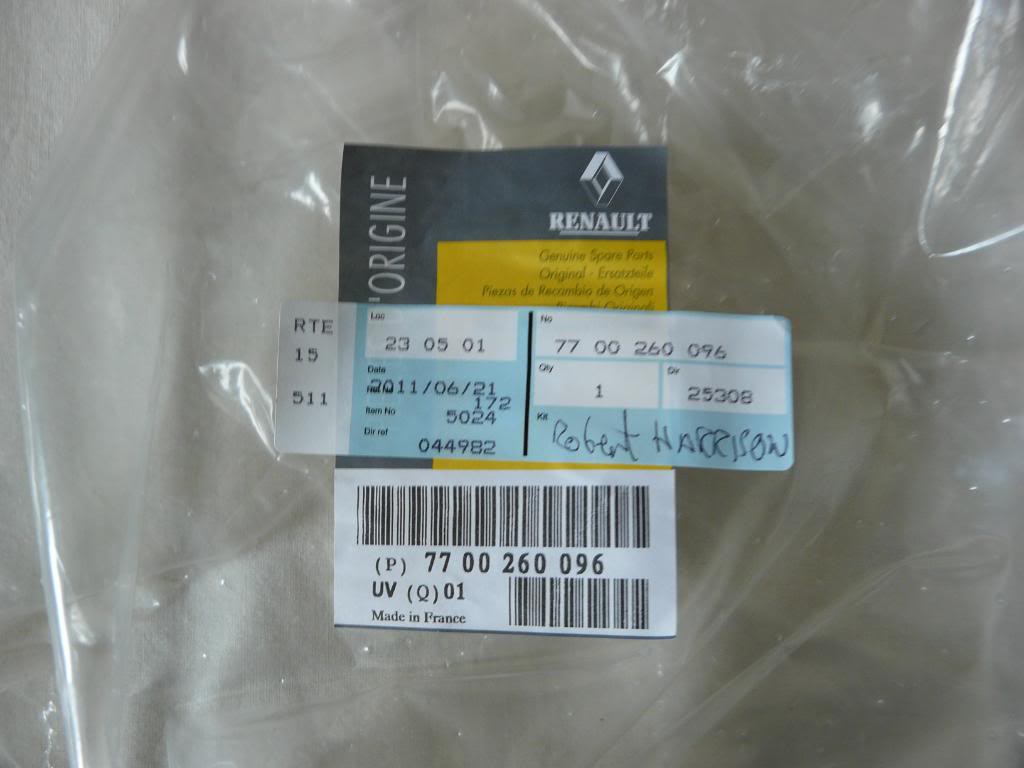 'ORIGINE
RENAULT
Genuine Spare Parts
Original - Ersatzteile
Piezas de Recambio de Origen
Originali
RTE
15
511
Loc
23 05 01
Date
2011/06/21
172
Item No
5024
Dir ref
044982
No
77 00 260 096
Qty
1
Dir
25308
Kit
Robert HARRISON
(P) 77 00 260 096
UV (Q) 01
Made in France